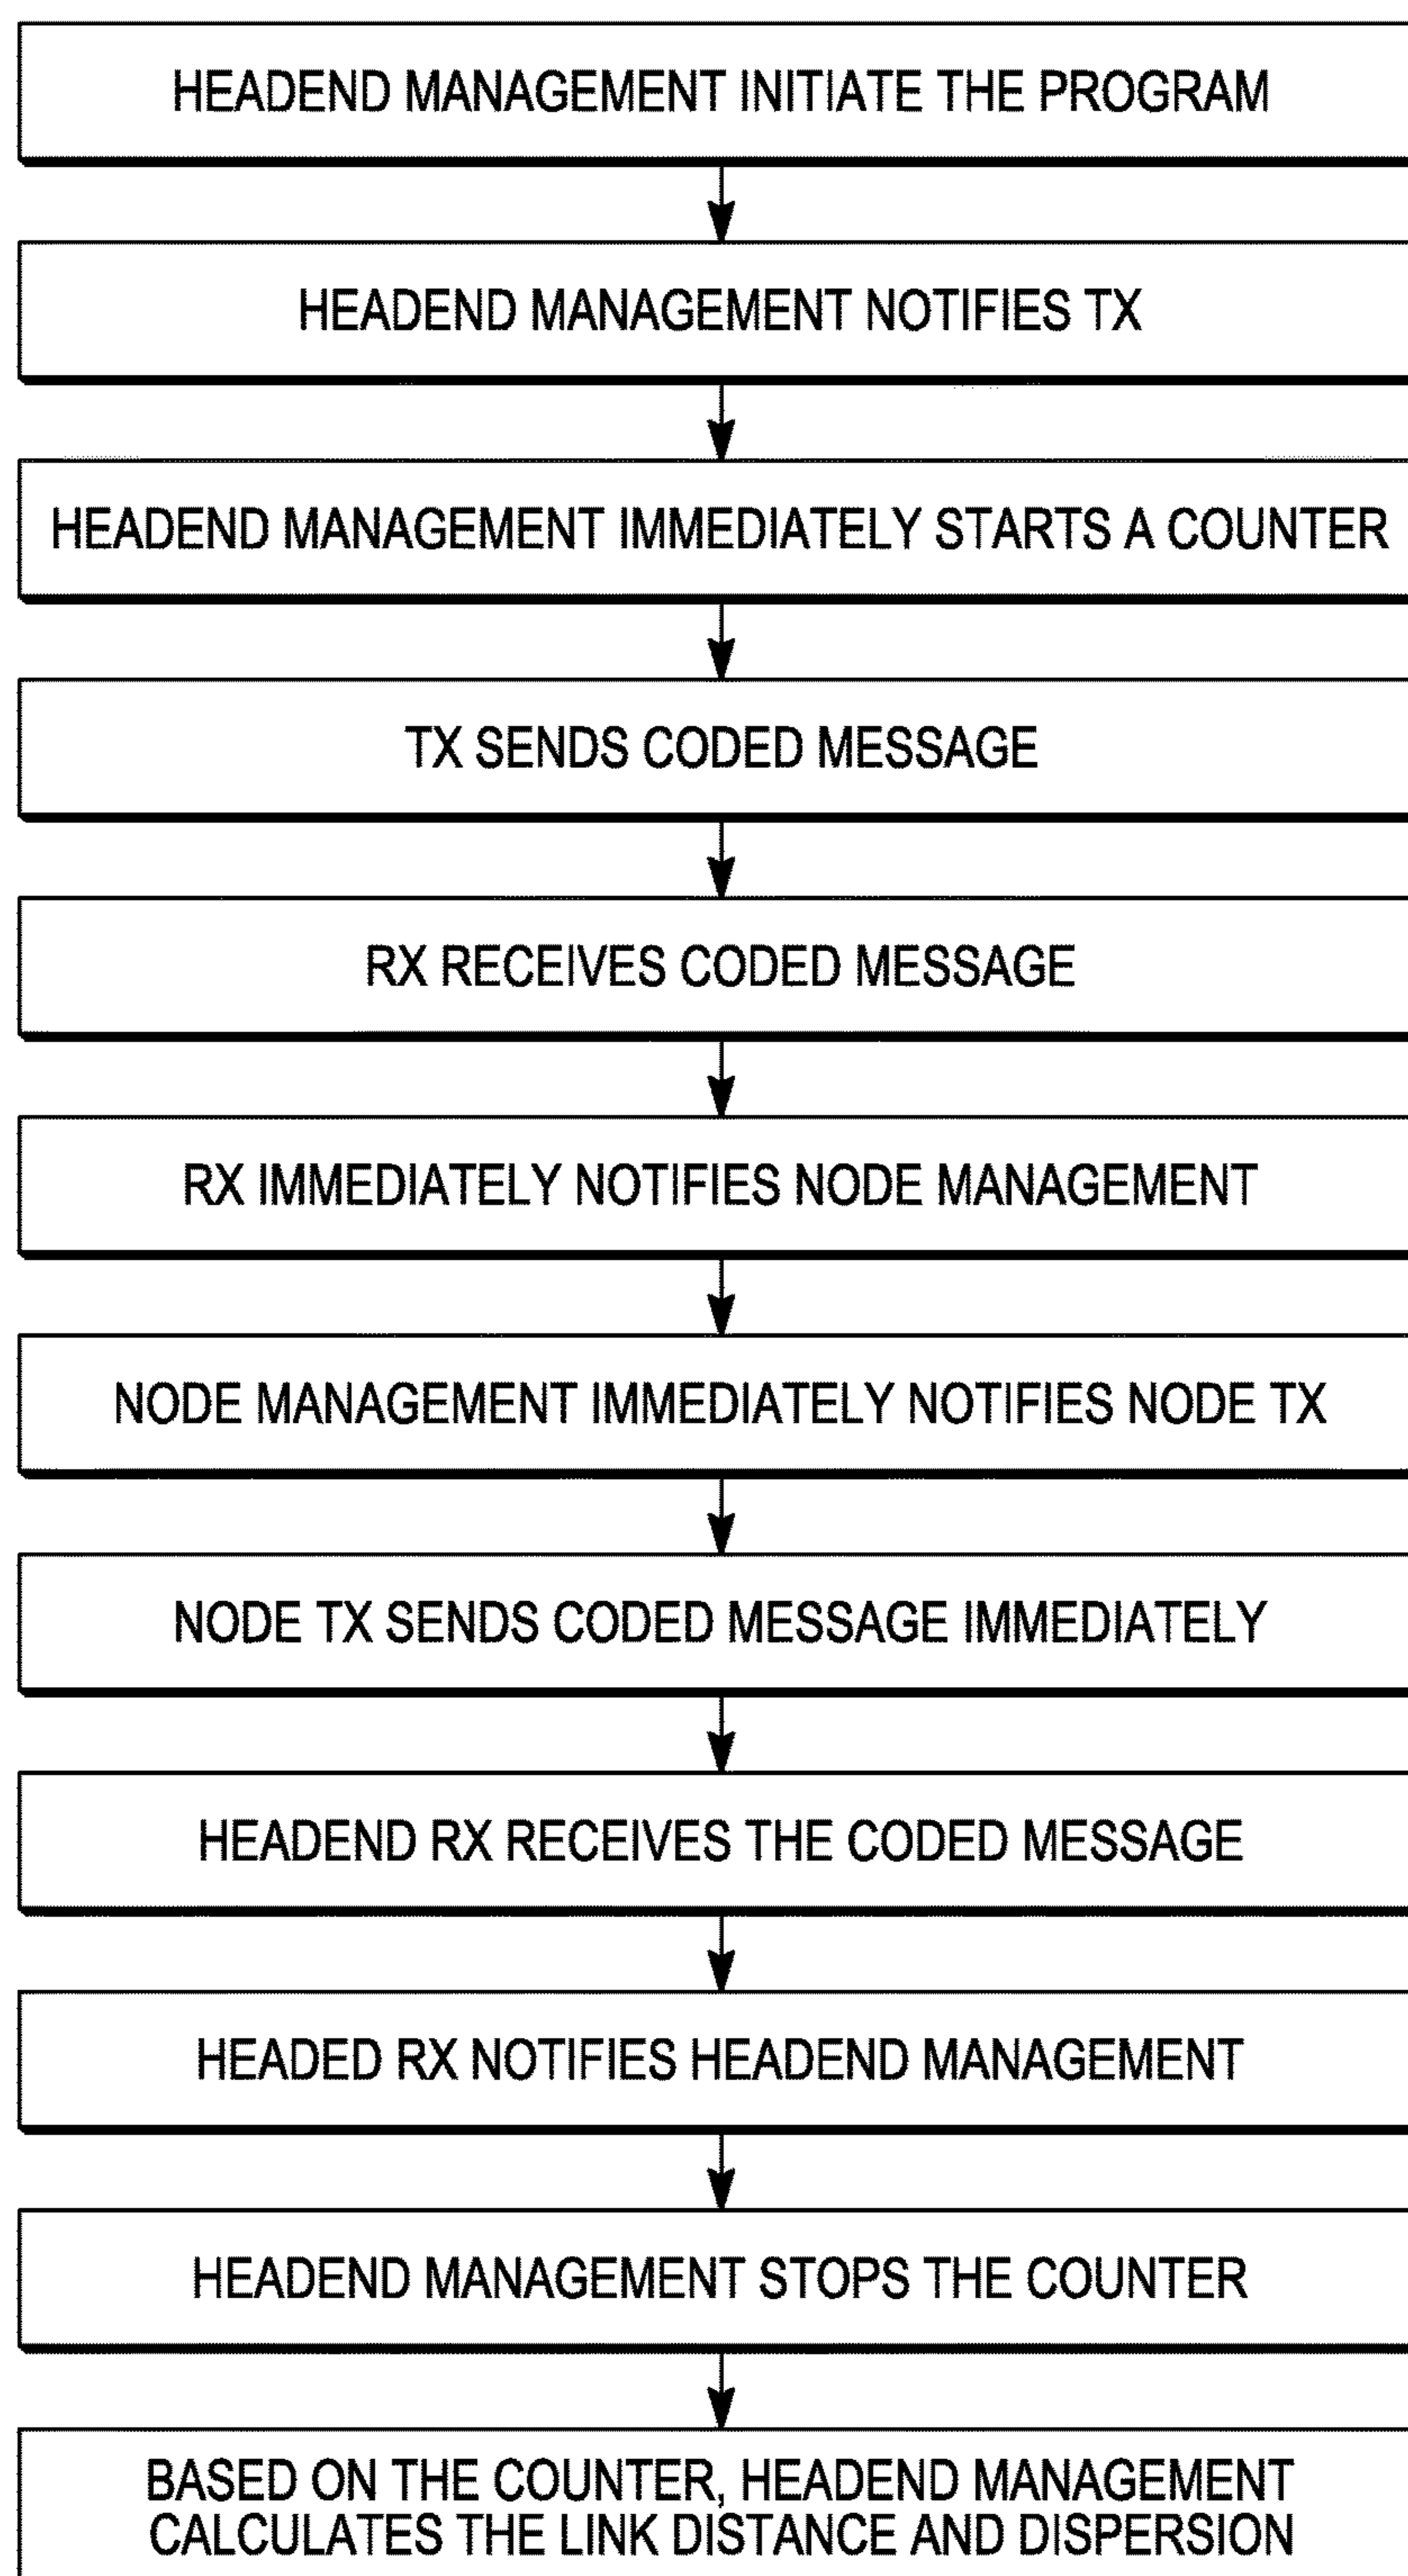 HEADEND MANAGEMENT INITIATE THE PROGRAM
HEADEND MANAGEMENT NOTIFIES TX
HEADEND MANAGEMENT IMMEDIATELY STARTS A COUNTER
TX SENDS CODED MESSAGE
RX RECEIVES CODED MESSAGE
RX IMMEDIATELY NOTIFIES NODE MANAGEMENT
NODE MANAGEMENT IMMEDIATELY NOTIFIES NODE TX
NODE TX SENDS CODED MESSAGE IMMEDIATELY
HEADEND RX RECEIVES THE CODED MESSAGE
HEADED RX NOTIFIES HEADEND MANAGEMENT
HEADEND MANAGEMENT STOPS THE COUNTER
BASED ON THE COUNTER, HEADEND MANAGEMENT
CALCULATES THE LINK DISTANCE AND DISPERSION